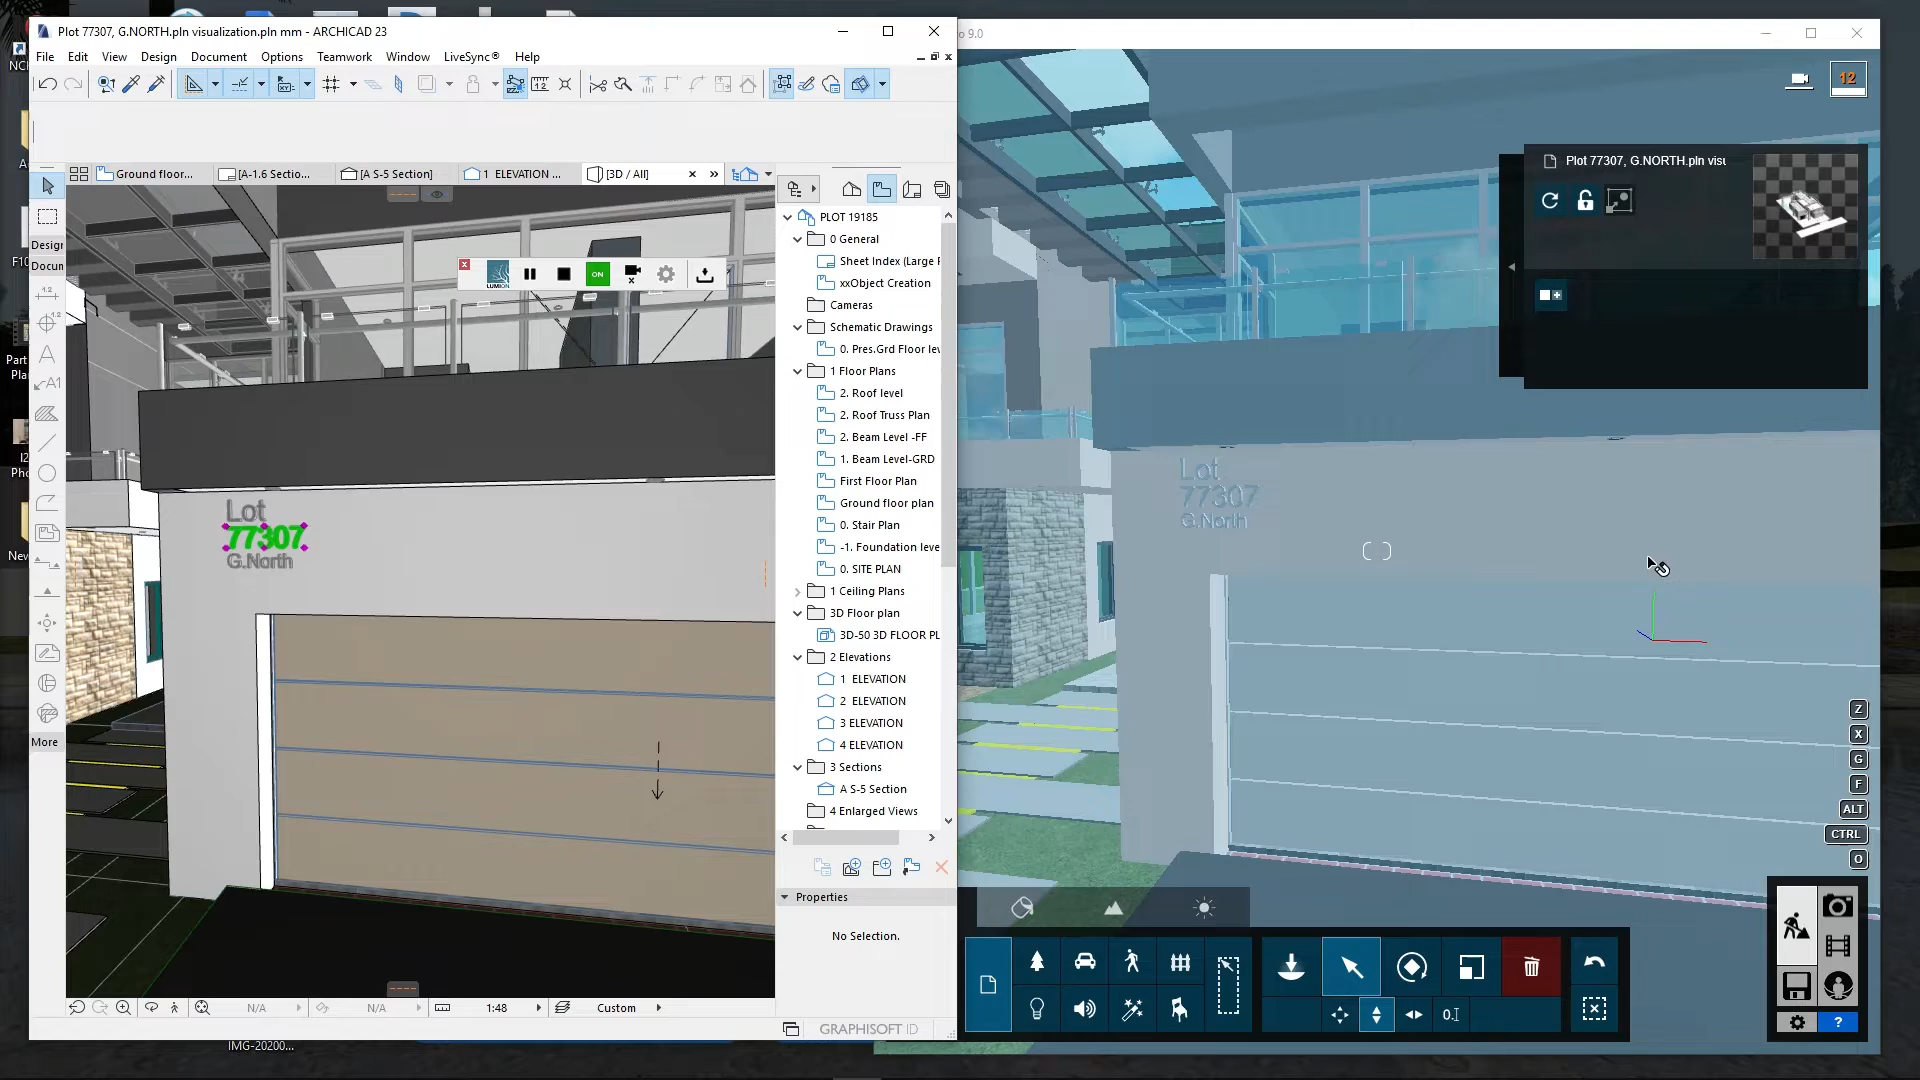 Plot 77307, G.NORTH.pln visualization.pln mm - ARCHICAD 23
File Edit View Design Document Options Teamwork Window LiveSync® Help
Ground floor...
[A-1.6 Sectio...
[A S-5 Section]
1 ELEVATION ...
[3D / All]
Design
Docum
More
LUMION
ON
PLOT 19185
0 General
Sheet Index (Large F
xxObject Creation
Cameras
Schematic Drawings
0. Pres.Grd Floor lev
1 Floor Plans
2. Roof level
2. Roof Truss Plan
2. Beam Level -FF
1. Beam Level-GRD
First Floor Plan
Ground floor plan
0. Stair Plan
-1. Foundation leve
0. SITE PLAN
1 Ceiling Plans
3D Floor plan
3D-50 3D FLOOR PL
2 Elevations
1 ELEVATION
2 ELEVATION
3 ELEVATION
4 ELEVATION
3 Sections
A S-5 Section
4 Enlarged Views
Properties
No Selection.
Lot
77307
G.North
N/A
N/A
1:48
Custom
GRAPHISOFT ID
IMG-20200...
o 9.0
12
Plot 77307, G.NORTH.pln visu
Lot
77307
G.North
Z
X
G
F
ALT
CTRL
O
0.
?